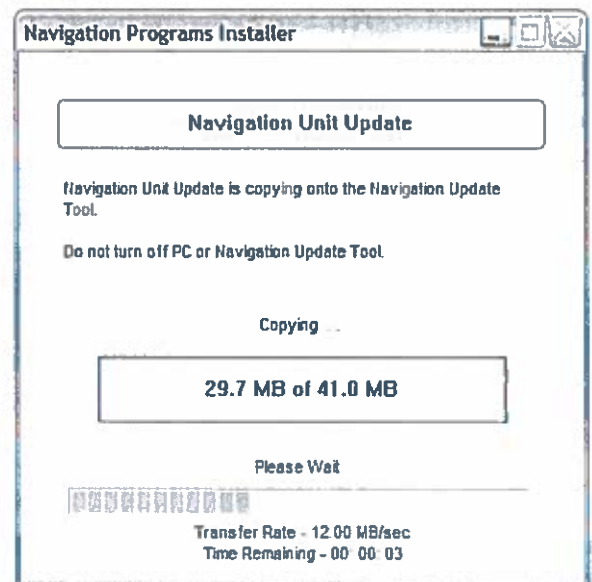 Navigation Programs Installer
Navigation Unit Update
Navigation Unit Update is copying onto the Navigation Update
Tool.
Do not turn off PC or Navigation Update Tool.
Copying ...
29.7 MB of 41.0 MB
Please Wait
Transfer Rate - 12.00 MB/sec
Time Remaining - 00: 00: 03